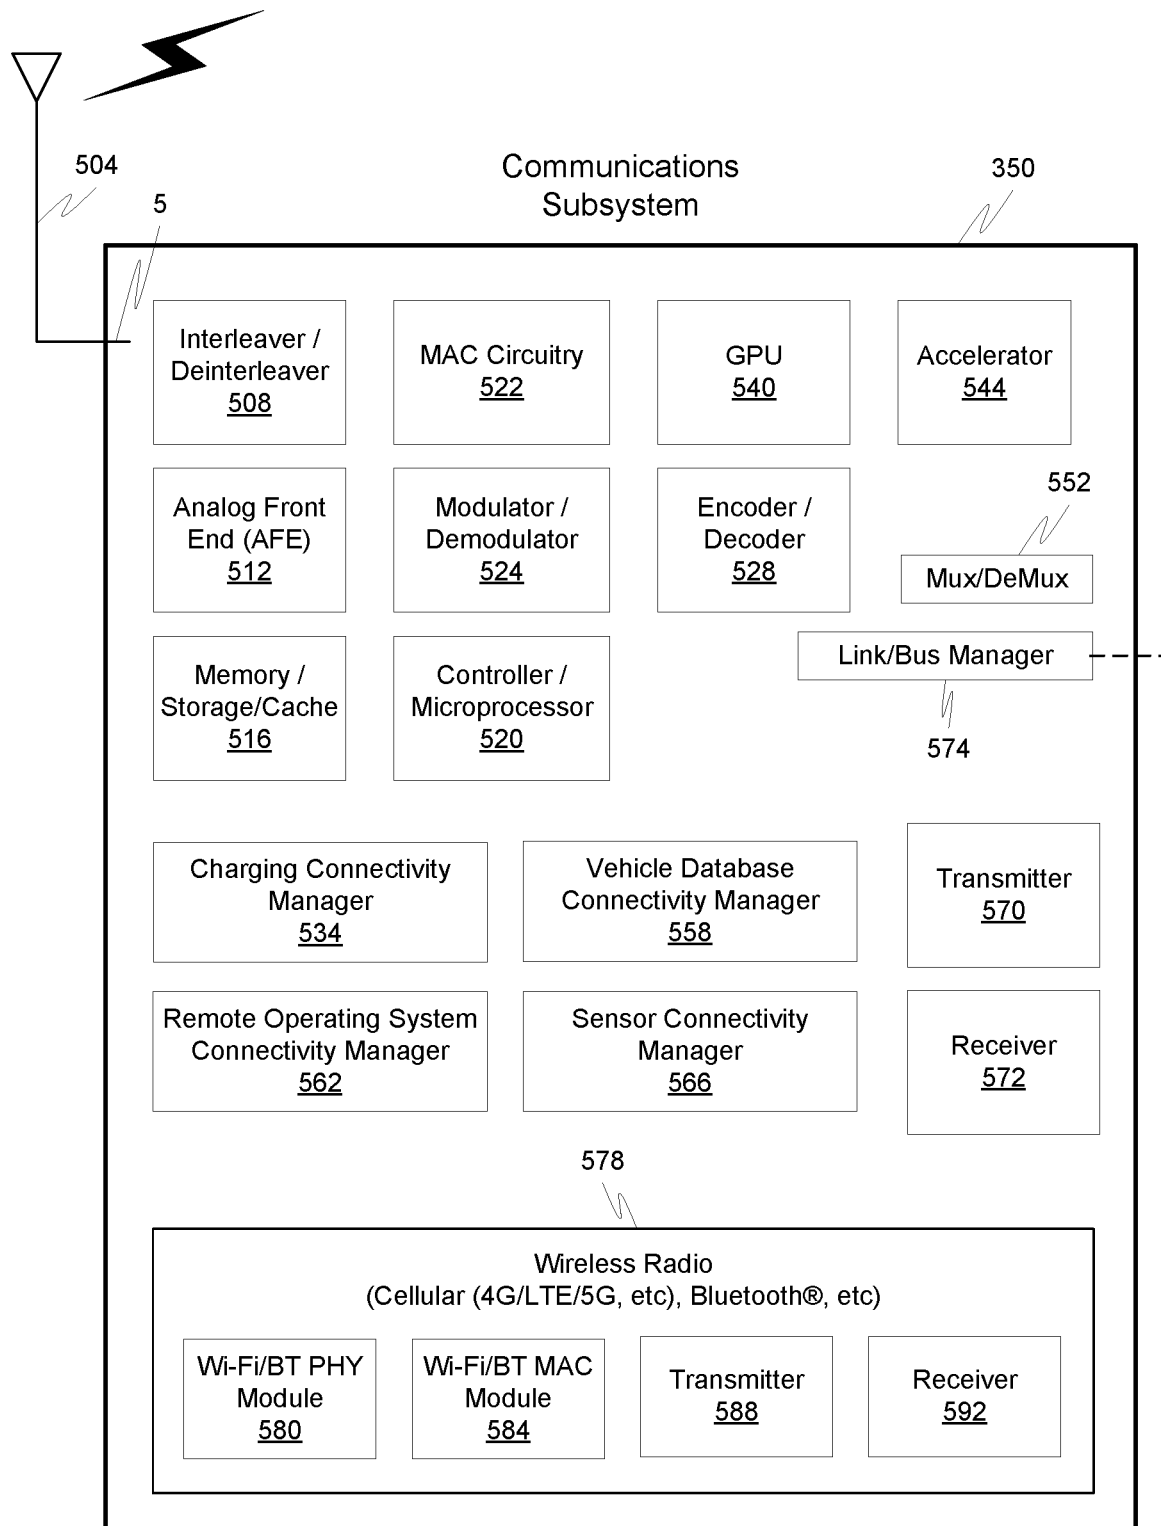 504
5
Communications
Subsystem
350
Interleaver /
Deinterleaver
508
MAC Circuitry
522
GPU
540
Accelerator
544
Analog Front
End (AFE)
512
Modulator /
Demodulator
524
Encoder /
Decoder
528
552
Mux/DeMux
Memory /
Storage/Cache
516
Controller /
Microprocessor
520
Link/Bus Manager
574
Charging Connectivity
Manager
534
Vehicle Database
Connectivity Manager
558
Transmitter
570
Remote Operating System
Connectivity Manager
562
Sensor Connectivity
Manager
566
Receiver
572
578
Wireless Radio
(Cellular (4G/LTE/5G, etc), Bluetooth®, etc)
Wi-Fi/BT PHY
Module
580
Wi-Fi/BT MAC
Module
584
Transmitter
588
Receiver
592